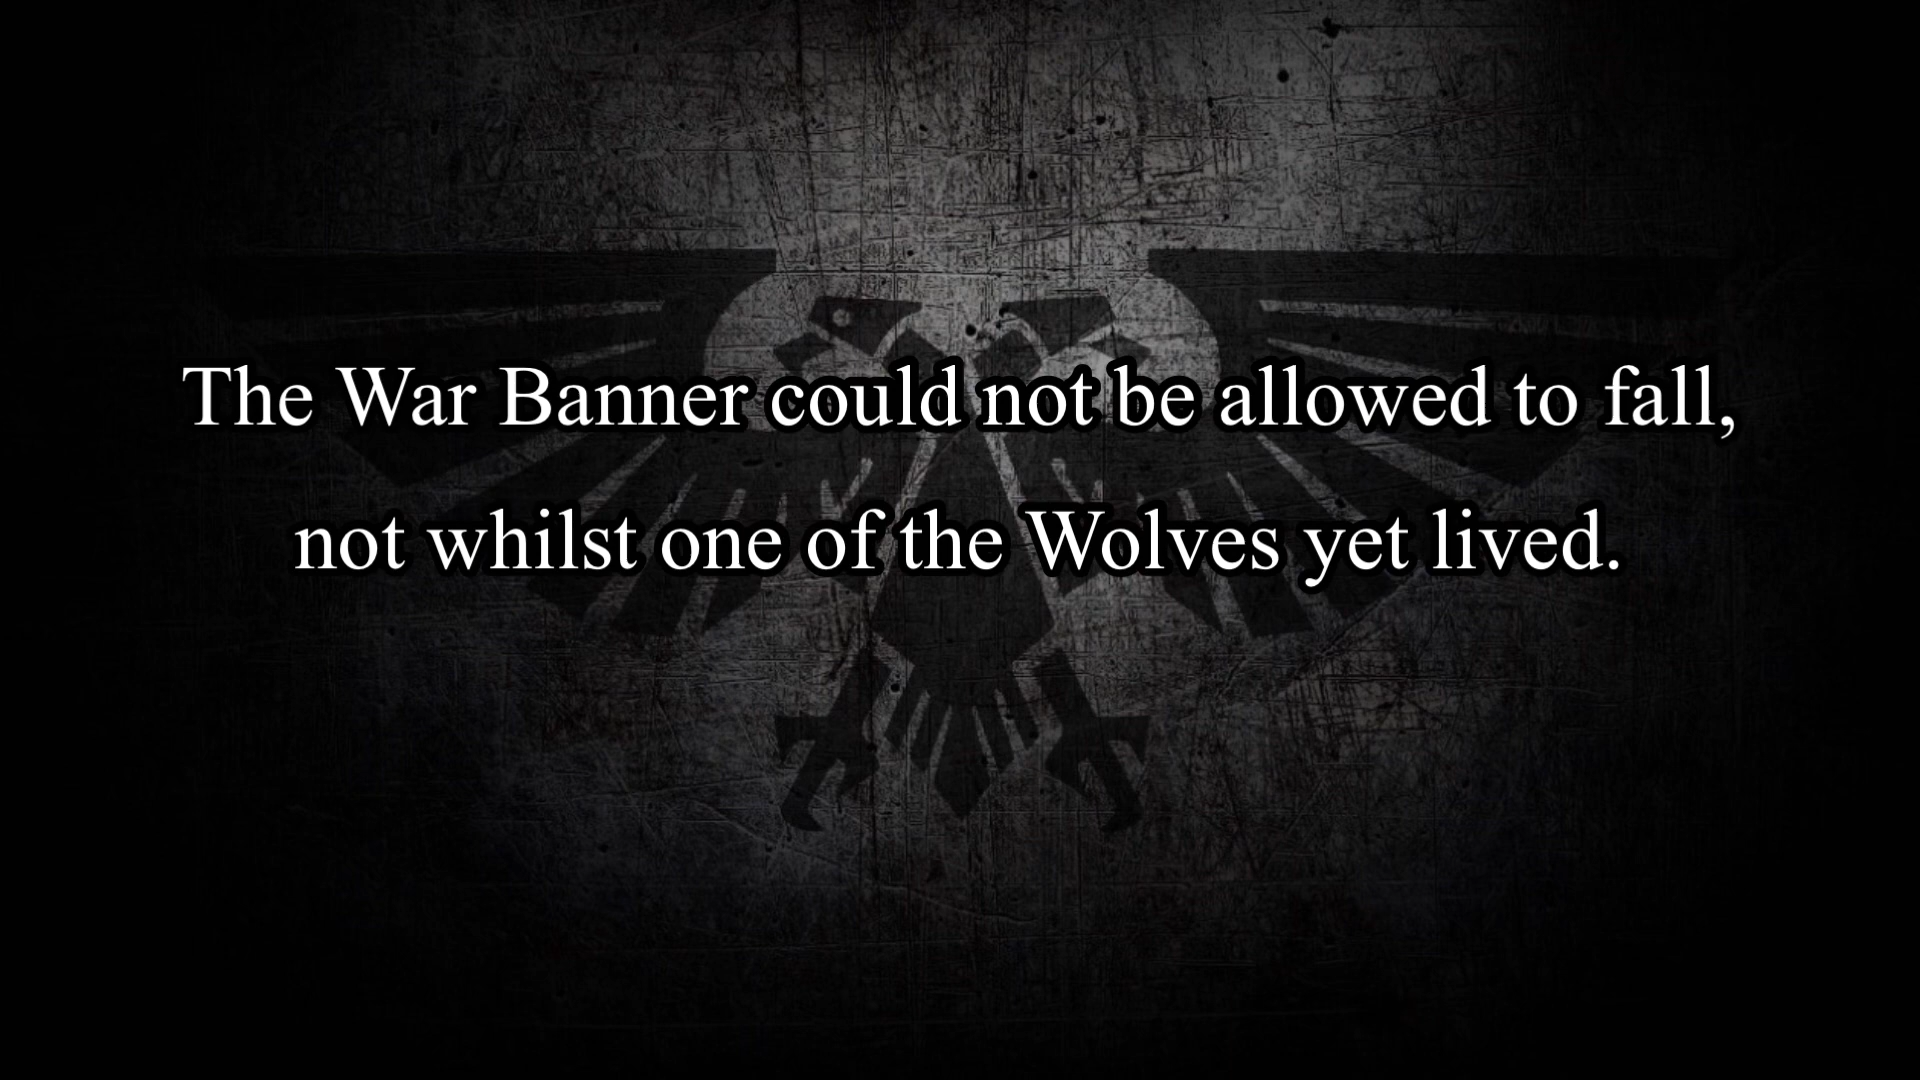 The War Banner could not be allowed to fall,
not whilst one of the Wolves yet lived.